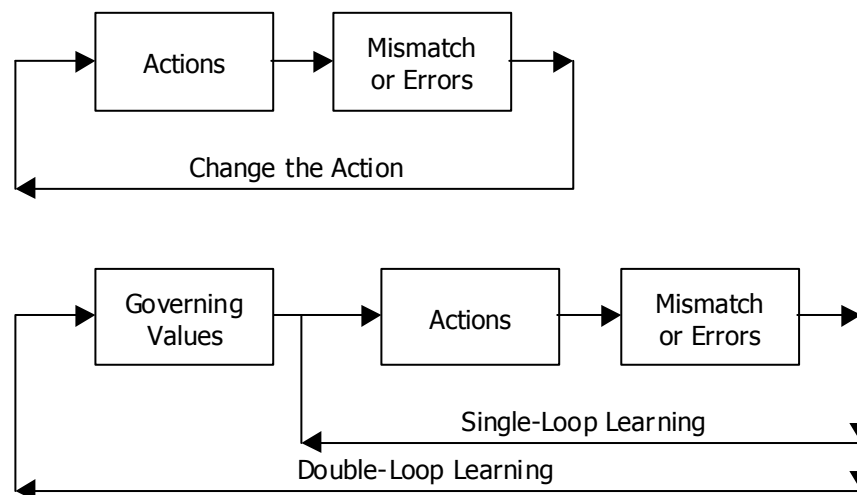 Actions
Mismatch
or Errors
Change the Action
Governing
Values
Actions
Mismatch
or Errors
Single-Loop Learning
Double-Loop Learning